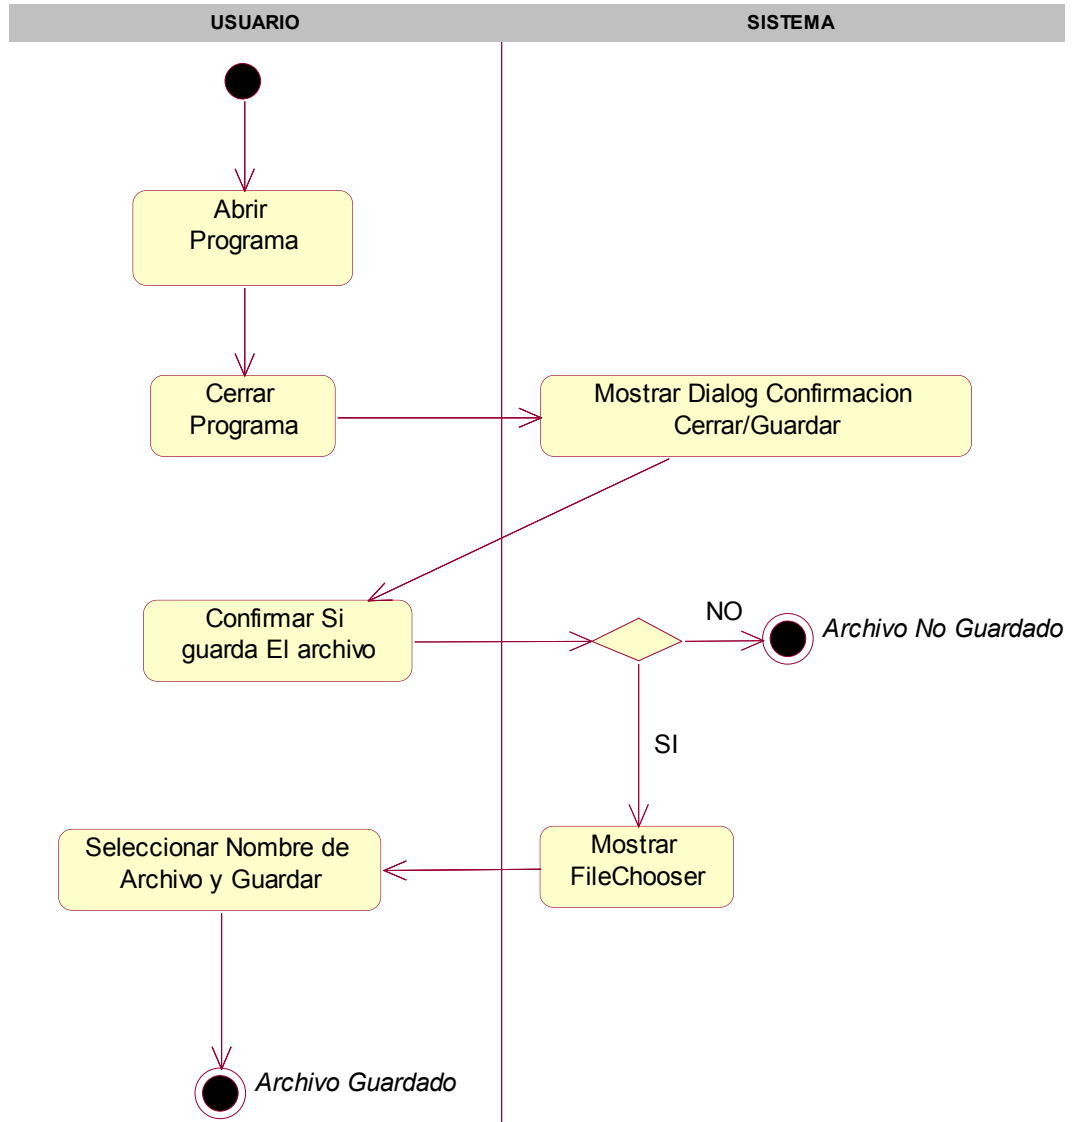 USUARIO
SISTEMA
Abrir
Programa
Cerrar
Programa
Mostrar Dialog Confirmacion
Cerrar/Guardar
Confirmar Si
guarda El archivo
NO
Archivo No Guardado
SI
Seleccionar Nombre de
Archivo y Guardar
Mostrar
FileChooser
Archivo Guardado